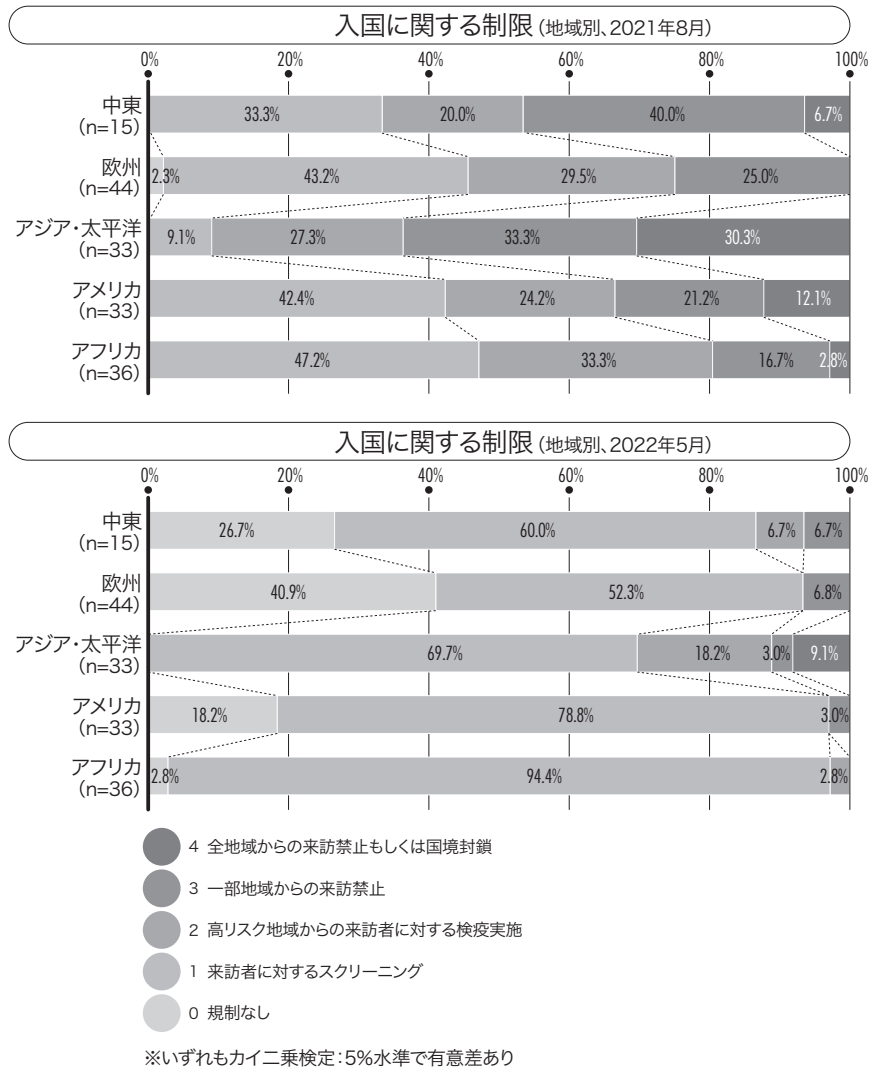 入国に関する制限（地域別、2021年8月）
0% 20% 40% 60% 80% 100%
中東
（n=15）
33.3% 20.0% 40.0% 6.7%
欧州
（n=44）
2.3% 43.2% 29.5% 25.0%
アジア・太平洋
（n=33）
9.1% 27.3% 33.3% 30.3%
アメリカ
（n=33）
42.4% 24.2% 21.2% 12.1%
アフリカ
（n=36）
47.2% 33.3% 16.7% 2.8%
入国に関する制限（地域別、2022年5月）
0% 20% 40% 60% 80% 100%
中東
（n=15）
26.7% 60.0% 6.7% 6.7%
欧州
（n=44）
40.9% 52.3% 6.8%
アジア・太平洋
（n=33）
69.7% 18.2% 3.0% 9.1%
アメリカ
（n=33）
18.2% 78.8% 3.0%
アフリカ
（n=36）
2.8% 94.4% 2.8%
4 全地域からの来訪禁止もしくは国境封鎖
3 一部地域からの来訪禁止
2 高リスク地域からの来訪者に対する検疫実施
1 来訪者に対するスクリーニング
0 規制なし
※いずれもカイ二乗検定：5%水準で有意差あり